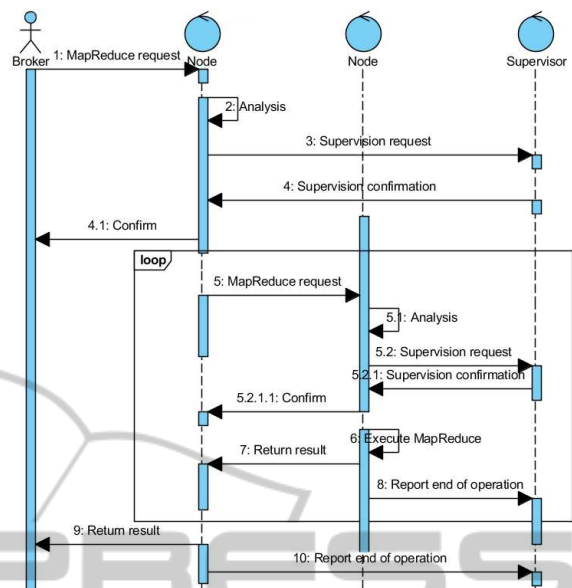 Broker
Node
Node
Supervisor
1: MapReduce request
2: Analysis
3: Supervision request
4: Supervision confirmation
4.1: Confirm
loop
5: MapReduce request
5.1: Analysis
5.2: Supervision request
5.2.1: Supervision confirmation
5.2.1.1: Confirm
6: Execute MapReduce
7: Return result
8: Report end of operation
9: Return result
10: Report end of operation
PRESS